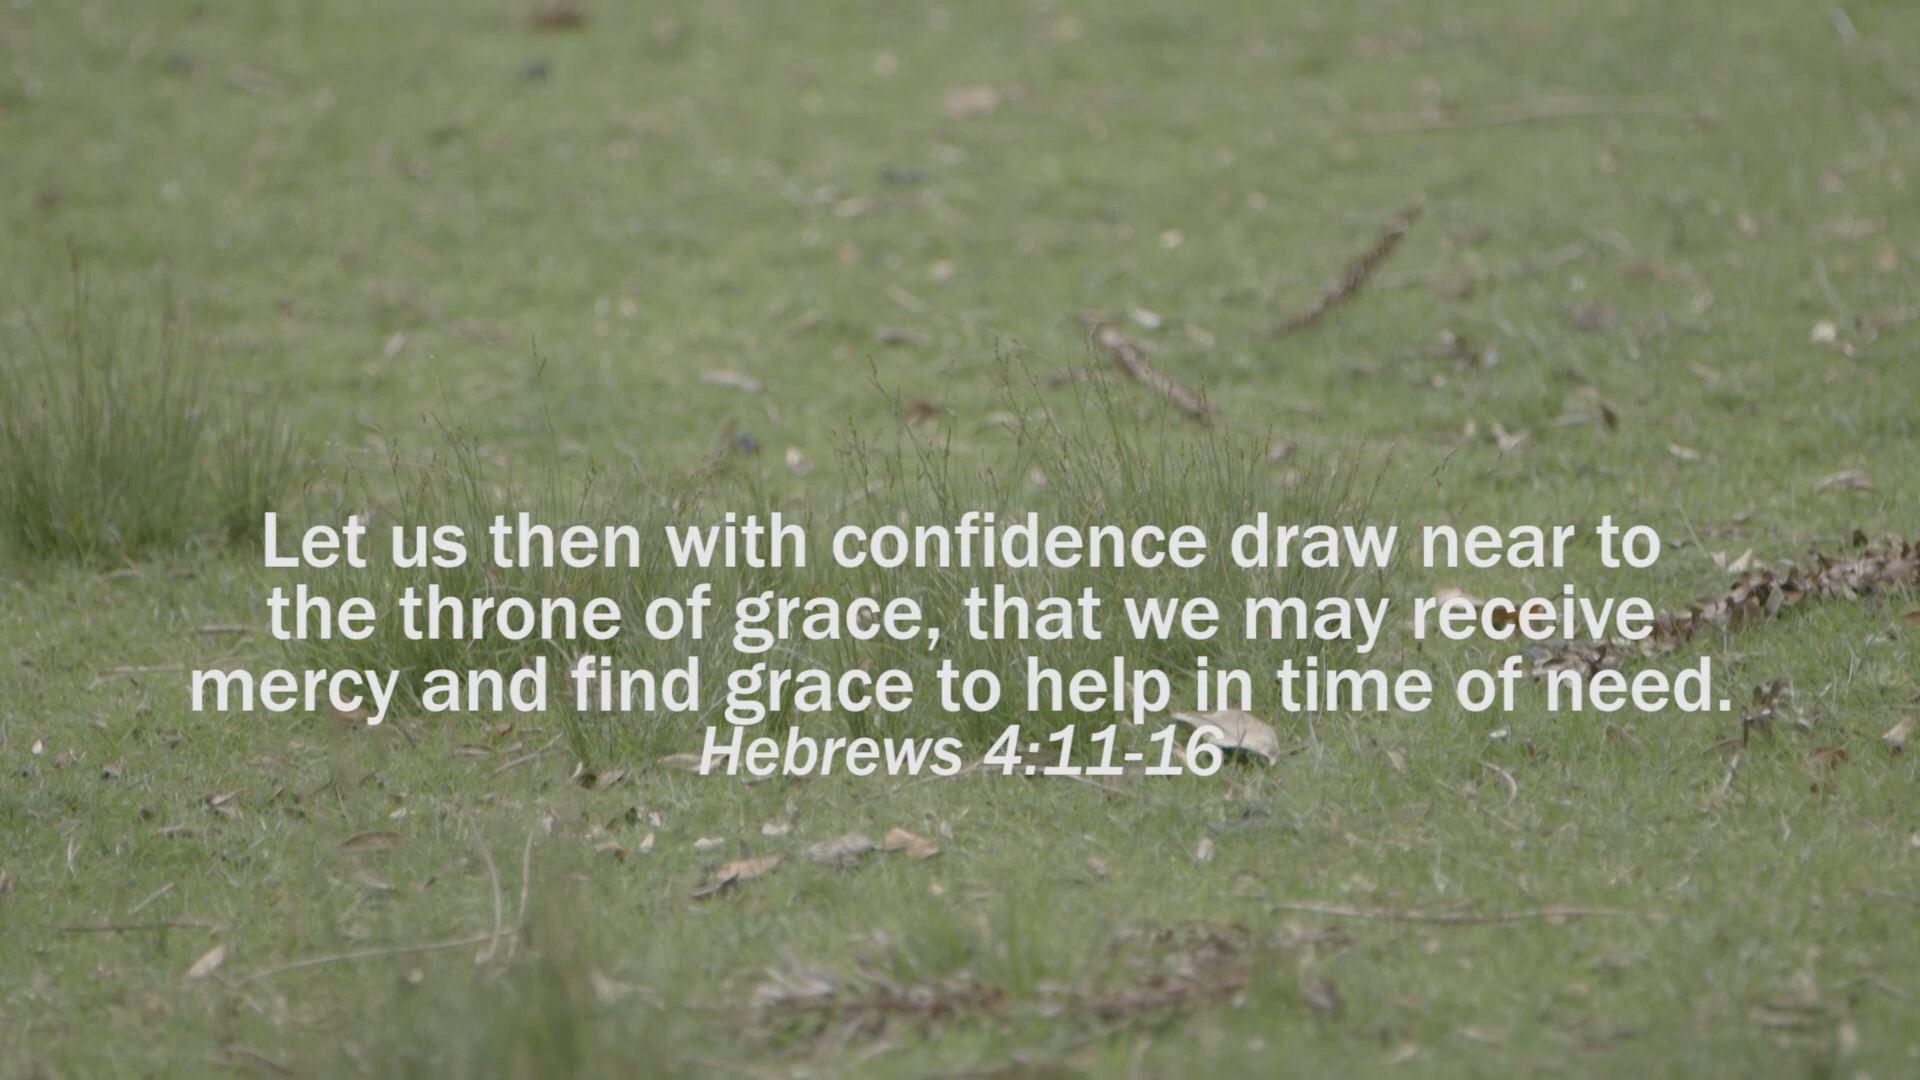 Let us then with confidence draw near to
the throne of grace, that we may receive
mercy and find grace to help in time of need.
Hebrews 4:11-16